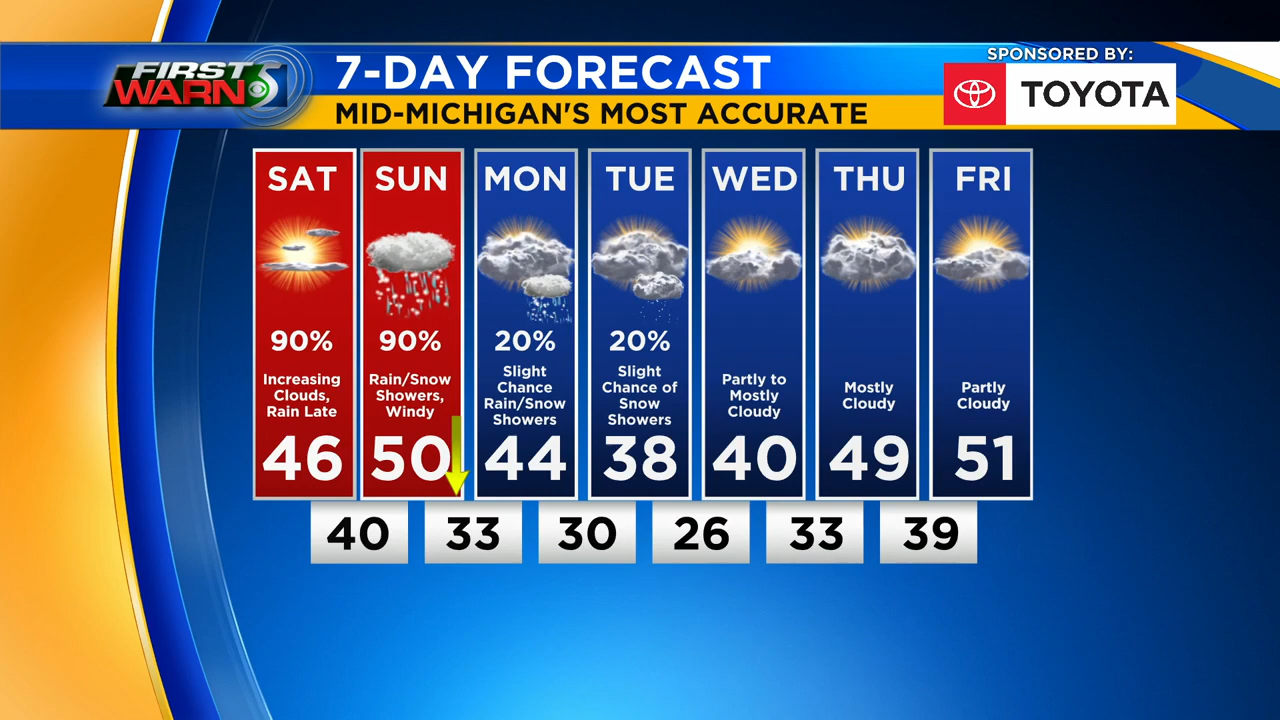 SPONSORED BY:
FIRST
WARN 5
7-DAY FORECAST
TOYOTA
MID-MICHIGAN'S MOST ACCURATE
SAT
SUN
MON
TUE
WED
THU
FRI
90%
90%
20%
20%
Increasing
Clouds,
Rain Late
Rain/Snow
Showers,
Windy
Slight
Chance
Rain/Snow
Showers
Slight
Chance of
Snow
Showers
Partly to
Mostly
Cloudy
Mostly
Cloudy
Partly
Cloudy
46
50
44
38
40
49
51
40
33
30
26
33
39